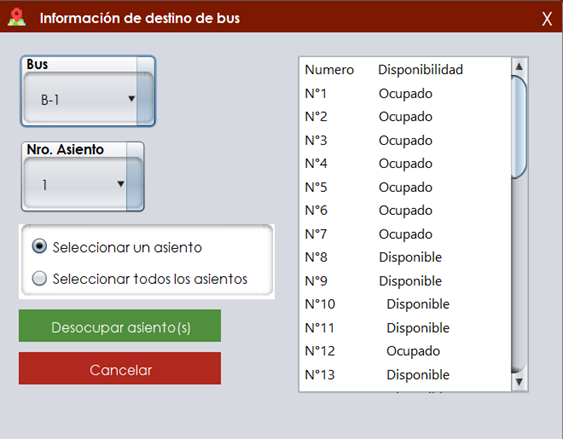 Información de destino de bus X
Bus
B-1
Nro. Asiento
1
Seleccionar un asiento
Seleccionar todos los asientos
Desocupar asiento(s)
Cancelar
Numero Disponibilidad
N°1 Ocupado
N°2 Ocupado
N°3 Ocupado
N°4 Ocupado
N°5 Ocupado
N°6 Ocupado
N°7 Ocupado
N°8 Disponible
N°9 Disponible
N°10 Disponible
N°11 Disponible
N°12 Ocupado
N°13 Disponible